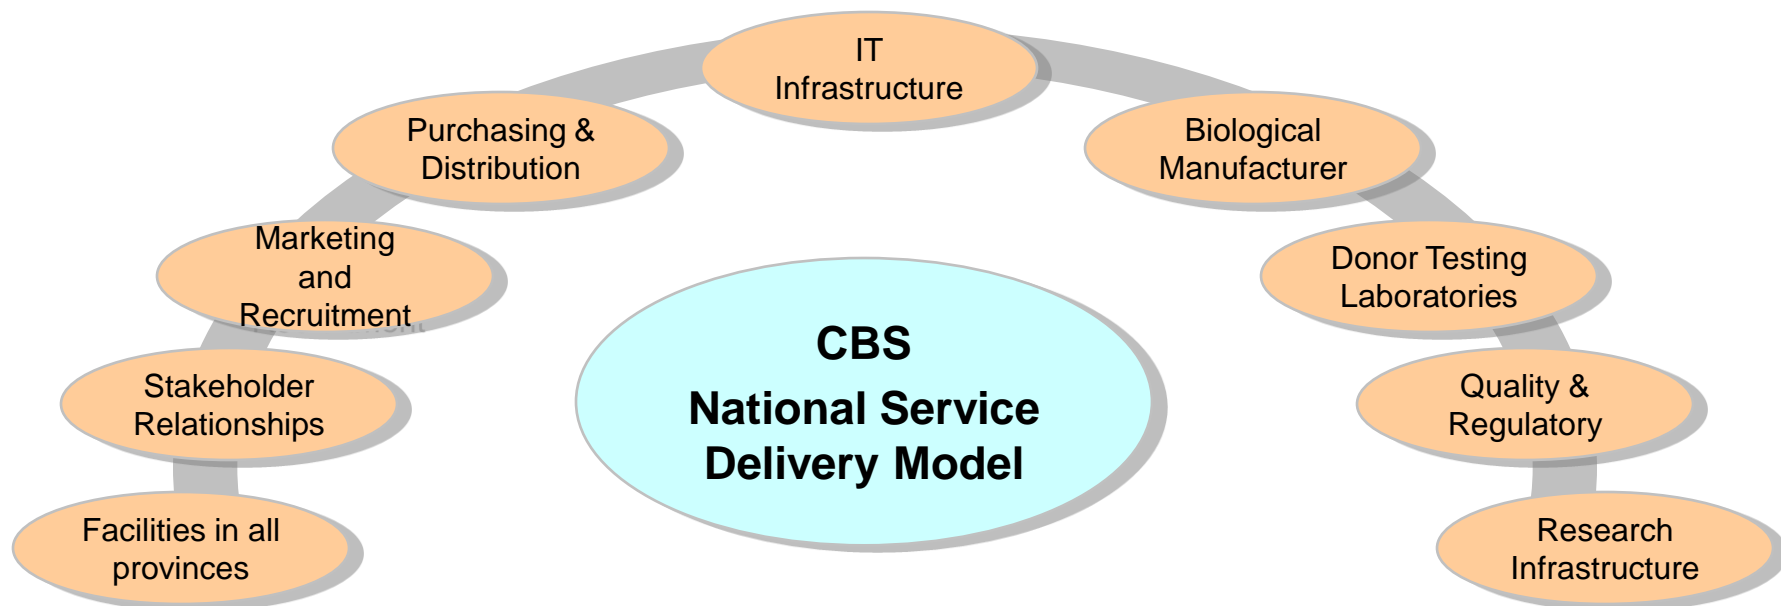 IT
Infrastructure
Purchasing &
Distribution
Biological
Manufacturer
Marketing
and
Recruitment
Donor Testing
Laboratories
CBS
National Service
Delivery Model
Stakeholder
Relationships
Quality &
Regulatory
Facilities in all
provinces
Research
Infrastructure